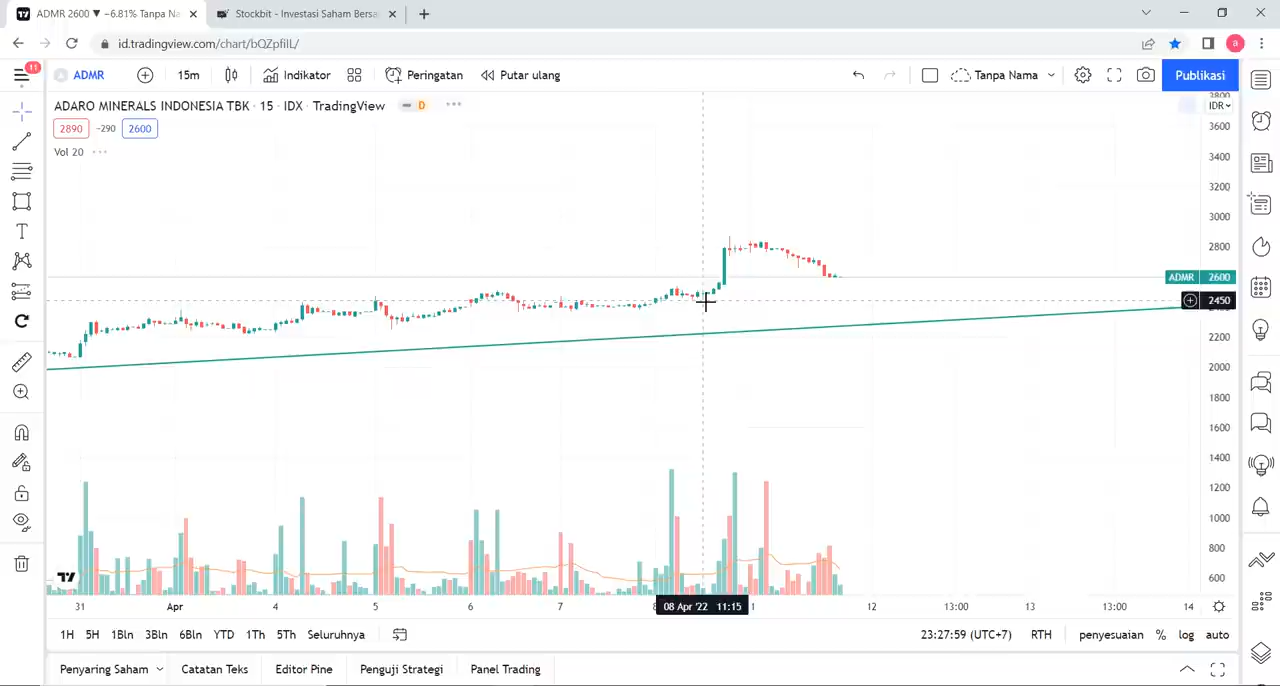 ADMR 2600 ▼ −6.81% Tanpa Na
Stockbit - Investasi Saham Bersa
id.tradingview.com/chart/bQZpfilL/
a
11
ADMR
15m
Indikator
Peringatan
Putar ulang
Tanpa Nama
Publikasi
ADARO MINERALS INDONESIA TBK · 15 · IDX · TradingView
D
2890 -290 2600
Vol 20
3800
IDR
3600
3400
3200
3000
2800
ADMR 2600
2450
2200
2000
1800
1600
1400
1200
1000
800
600
31 Apr 4 5 6 7 8 08 Apr '22 11:15 12 13:00 13 13:00 14
1H 5H 1Bln 3Bln 6Bln YTD 1Th 5Th Seluruhnya
23:27:59 (UTC+7) RTH penyesuaian % log auto
Penyaring Saham Catatan Teks Editor Pine Penguji Strategi Panel Trading